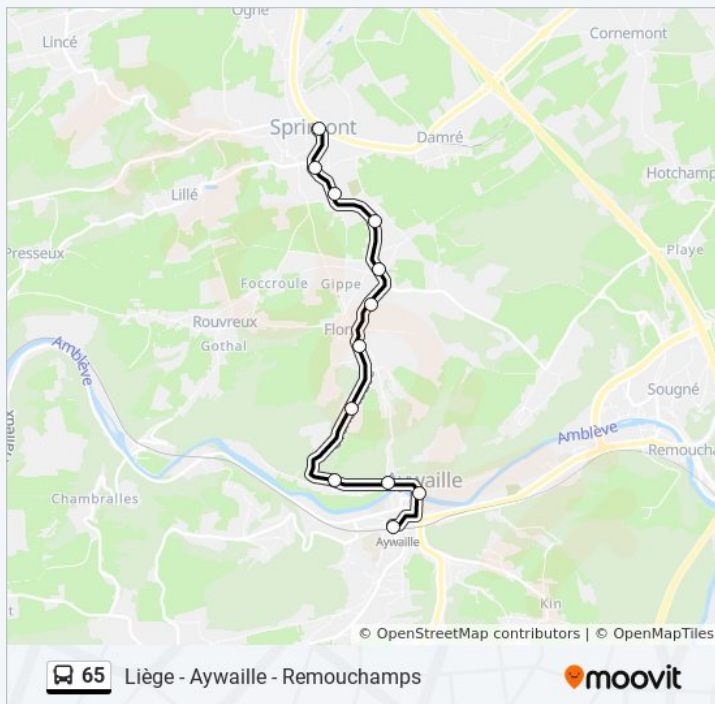 Ogne
Lincé
Cornemont
Sprimont
Damré
Hotchamp
Lillé
Presseux
Playe
Foccroule Gippe
Rouvreux
Gothal
Amblève
Sougné
Amblève
Remoucha
Aywaille
Chambralles
Aywaille
Kin
© OpenStreetMap contributors | © OpenMapTiles
65 Liège - Aywaille - Remouchamps
moovit